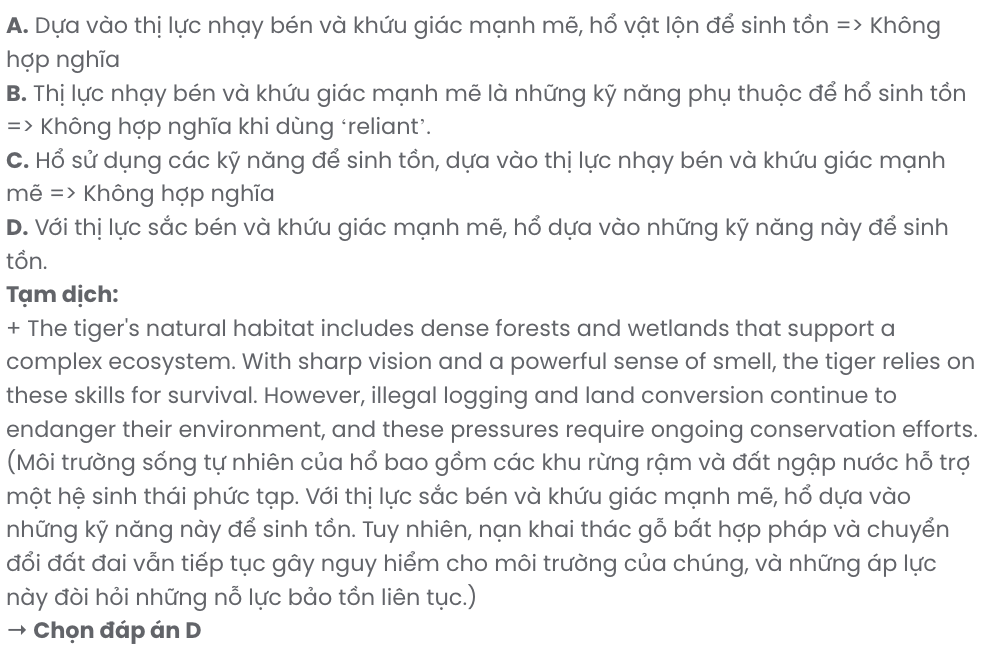 A. Dựa vào thị lực nhạy bén và khứu giác mạnh mẽ, hổ vật lộn để sinh tồn => Không
hợp nghĩa
B. Thị lực nhạy bén và khứu giác mạnh mẽ là những kỹ năng phụ thuộc để hổ sinh tồn
=> Không hợp nghĩa khi dùng ‘reliant’.
C. Hổ sử dụng các kỹ năng để sinh tồn, dựa vào thị lực nhạy bén và khứu giác mạnh
mẽ => Không hợp nghĩa
D. Với thị lực sắc bén và khứu giác mạnh mẽ, hổ dựa vào những kỹ năng này để sinh
tồn.
Tạm dịch:
+ The tiger's natural habitat includes dense forests and wetlands that support a
complex ecosystem. With sharp vision and a powerful sense of smell, the tiger relies on
these skills for survival. However, illegal logging and land conversion continue to
endanger their environment, and these pressures require ongoing conservation efforts.
(Môi trường sống tự nhiên của hổ bao gồm các khu rừng rậm và đất ngập nước hỗ trợ
một hệ sinh thái phức tạp. Với thị lực sắc bén và khứu giác mạnh mẽ, hổ dựa vào
những kỹ năng này để sinh tồn. Tuy nhiên, nạn khai thác gỗ bất hợp pháp và chuyển
đổi đất đai vẫn tiếp tục gây nguy hiểm cho môi trường của chúng, và những áp lực
này đòi hỏi những nỗ lực bảo tồn liên tục.)
→ Chọn đáp án D